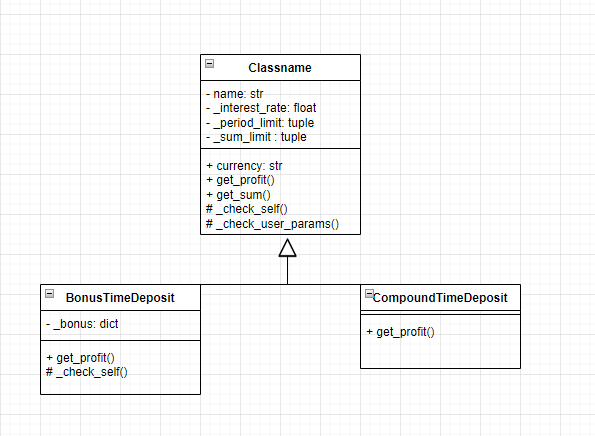 Classname
- name: str
- _interest_rate: float
- _period_limit: tuple
- _sum_limit : tuple
+ currency: str
+ get_profit()
+ get_sum()
# _check_self()
# _check_user_params()
BonusTimeDeposit
- _bonus: dict
+ get_profit()
# _check_self()
CompoundTimeDeposit
+ get_profit()